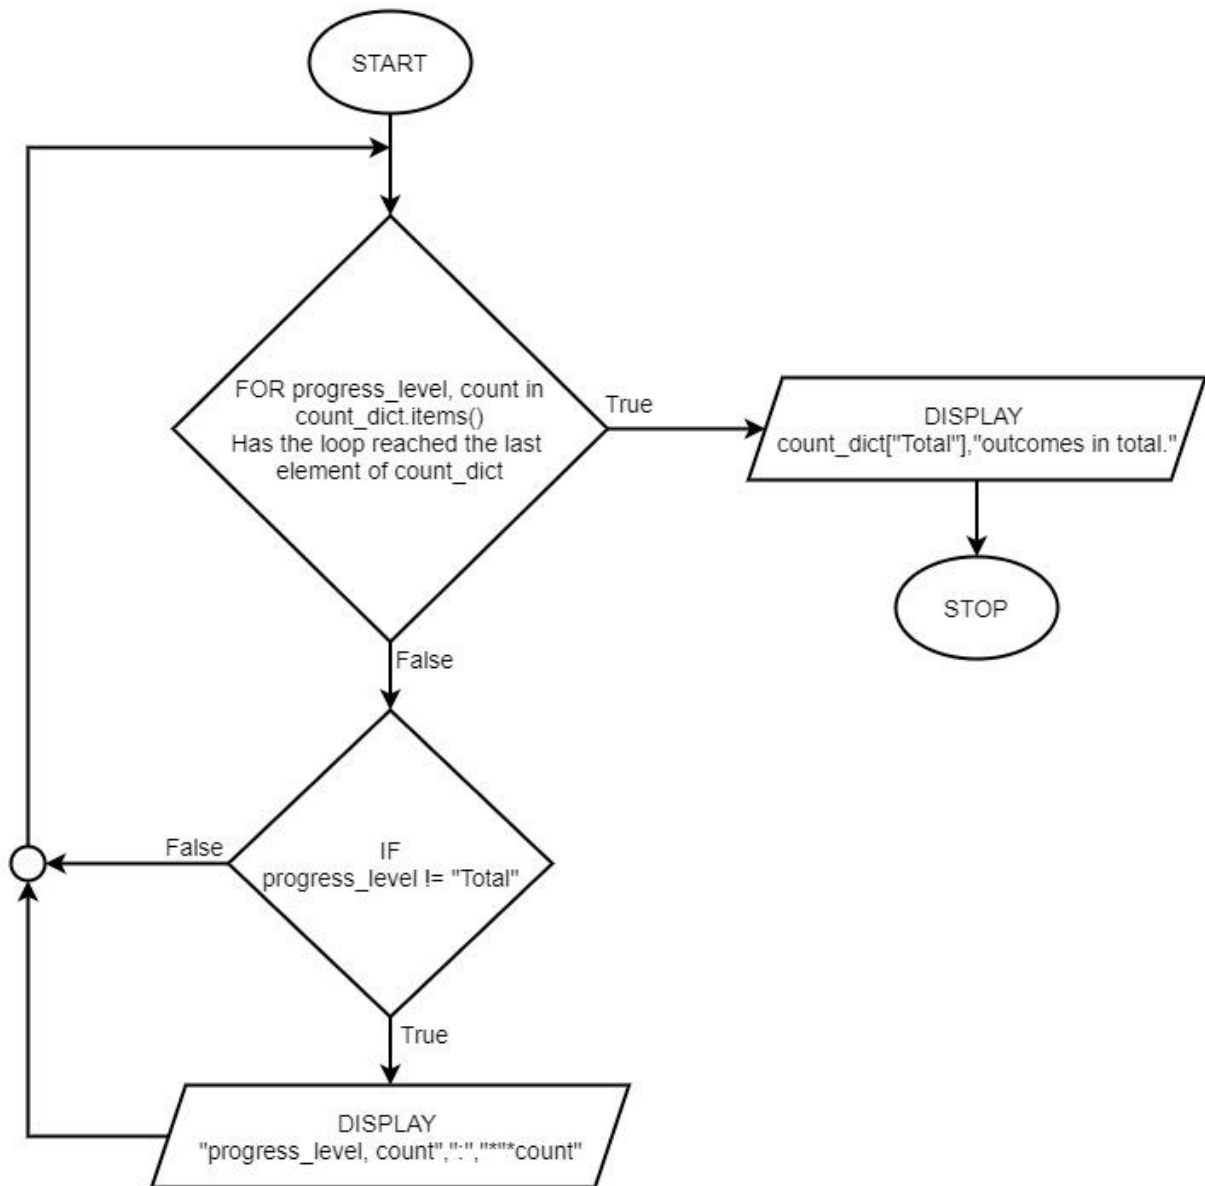 START
FOR progress_level, count in
count_dict.items()
Has the loop reached the last
element of count_dict
True
DISPLAY
count_dict["Total"],"outcomes in total."
STOP
False
IF
progress_level != "Total"
False
True
DISPLAY
"progress_level, count",":","*"*count"